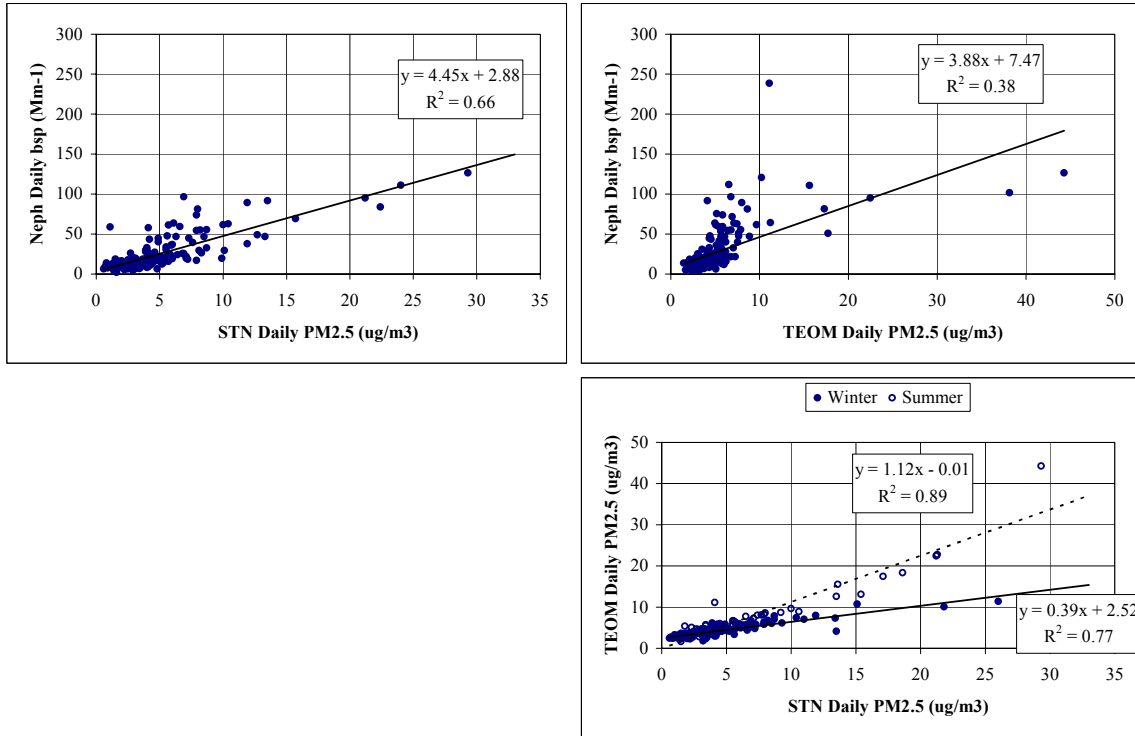 300
250
200
150
100
50
0
Neph Daily bsp (Mm-1)
y = 4.45x + 2.88
R² = 0.66
0 5 10 15 20 25 30 35
STN Daily PM2.5 (ug/m3)
300
250
200
150
100
50
0
Neph Daily bsp (Mm-1)
y = 3.88x + 7.47
R² = 0.38
0 10 20 30 40 50
TEOM Daily PM2.5 (ug/m3)
Winter Summer
50
40
30
20
10
0
TEOM Daily PM2.5 (ug/m3)
y = 1.12x - 0.01
R² = 0.89
y = 0.39x + 2.52
R² = 0.77
0 5 10 15 20 25 30 35
STN Daily PM2.5 (ug/m3)